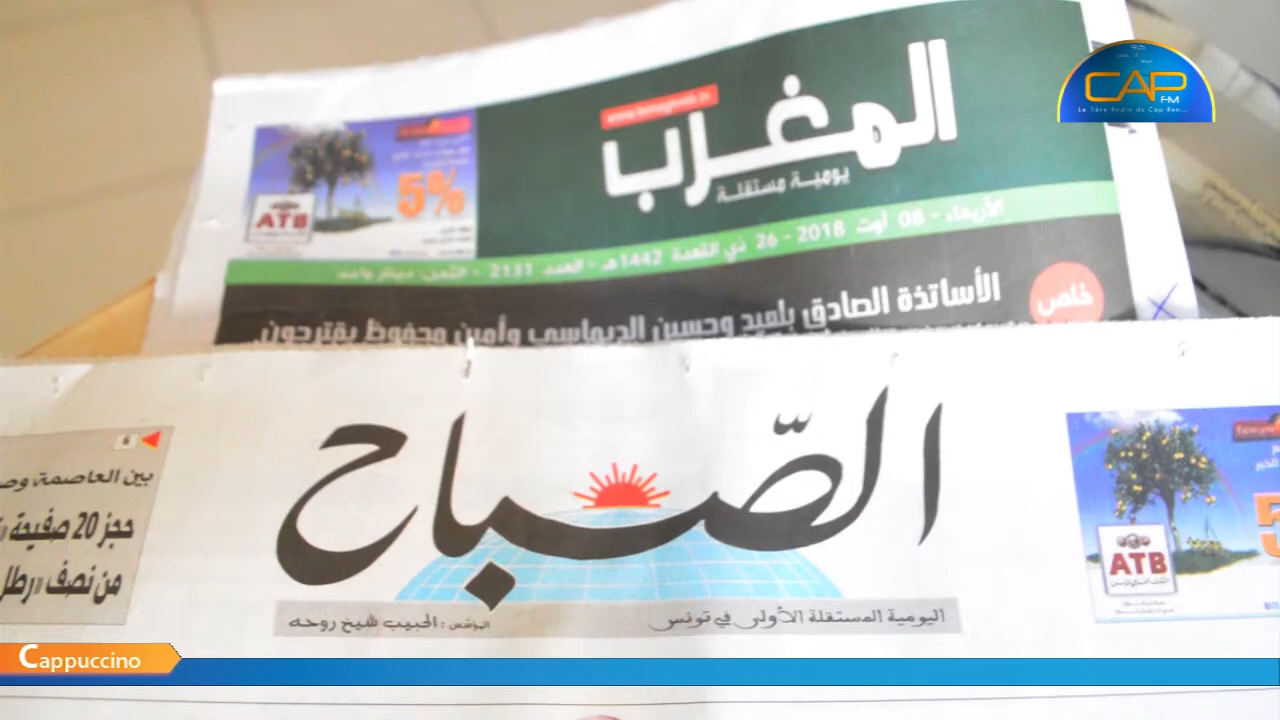 CAP
FM
المغرب
يومية مستقلة
5%
ATB
الأربعاء - 08 أوت 2018 - 26 ذي القعدة 1442هـ - العدد 2131 - الثمن: دينار واحد
خاص
الأساتذة الصادق بلعيد وحسين الديماسي وأمين محفوظ يقترحون
الصّباح
اليومية المستقلة الأولى في تونس
المؤسس : الحبيب شيخ روحه
6
بين العاصمة وصـ
حجز 20 صفيحة
من نصف «رطل
ATB
Cappuccino